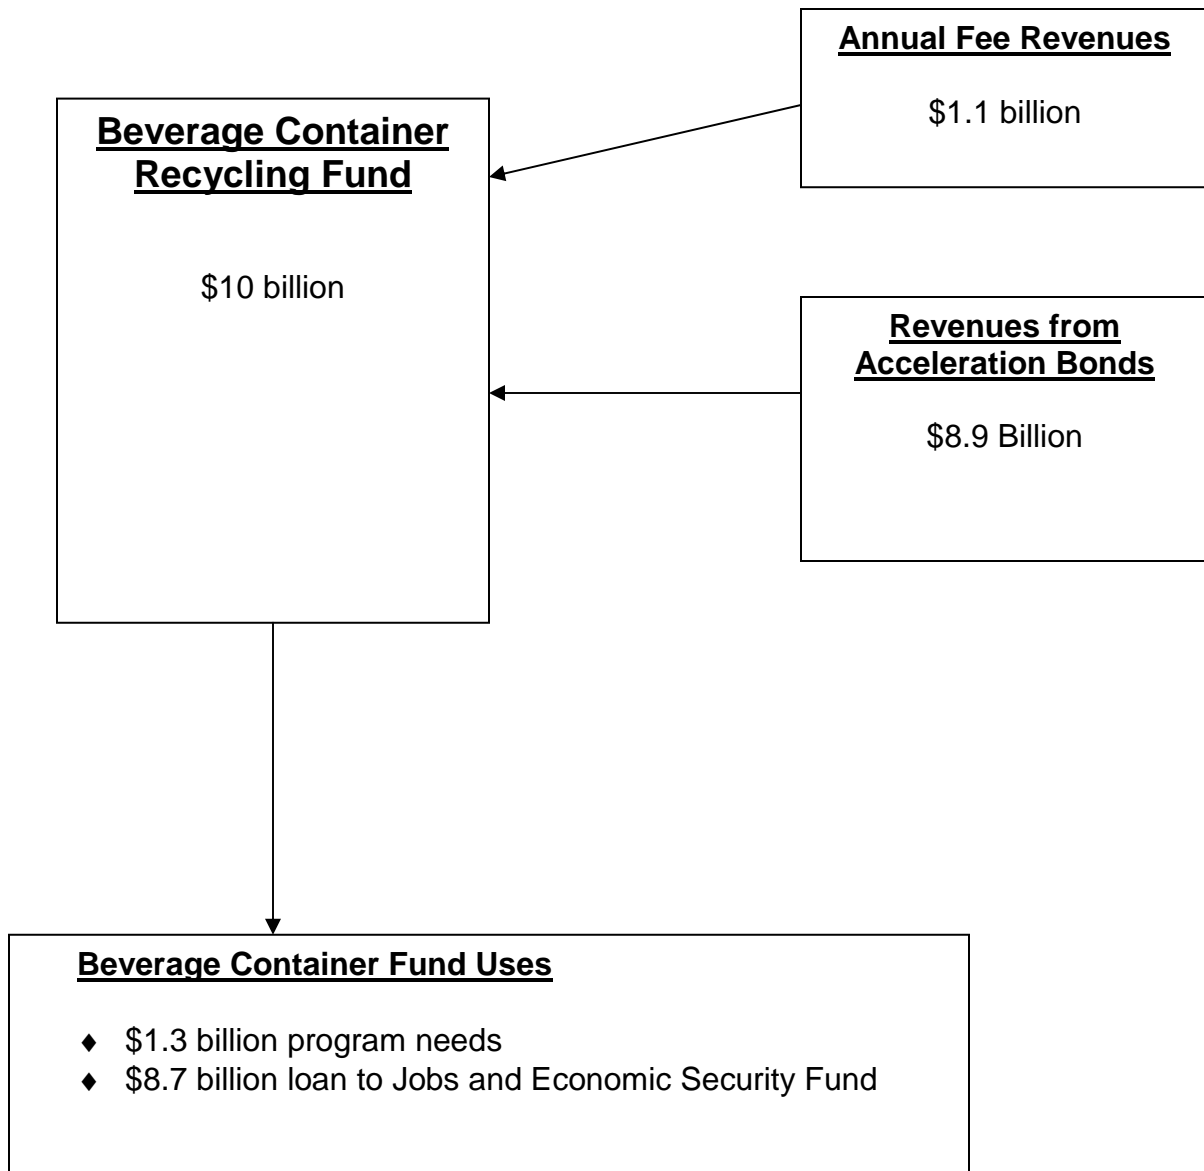 Annual Fee Revenues
$1.1 billion
Beverage Container
Recycling Fund
$10 billion
Revenues from
Acceleration Bonds
$8.9 Billion
Beverage Container Fund Uses
♦ $1.3 billion program needs
♦ $8.7 billion loan to Jobs and Economic Security Fund